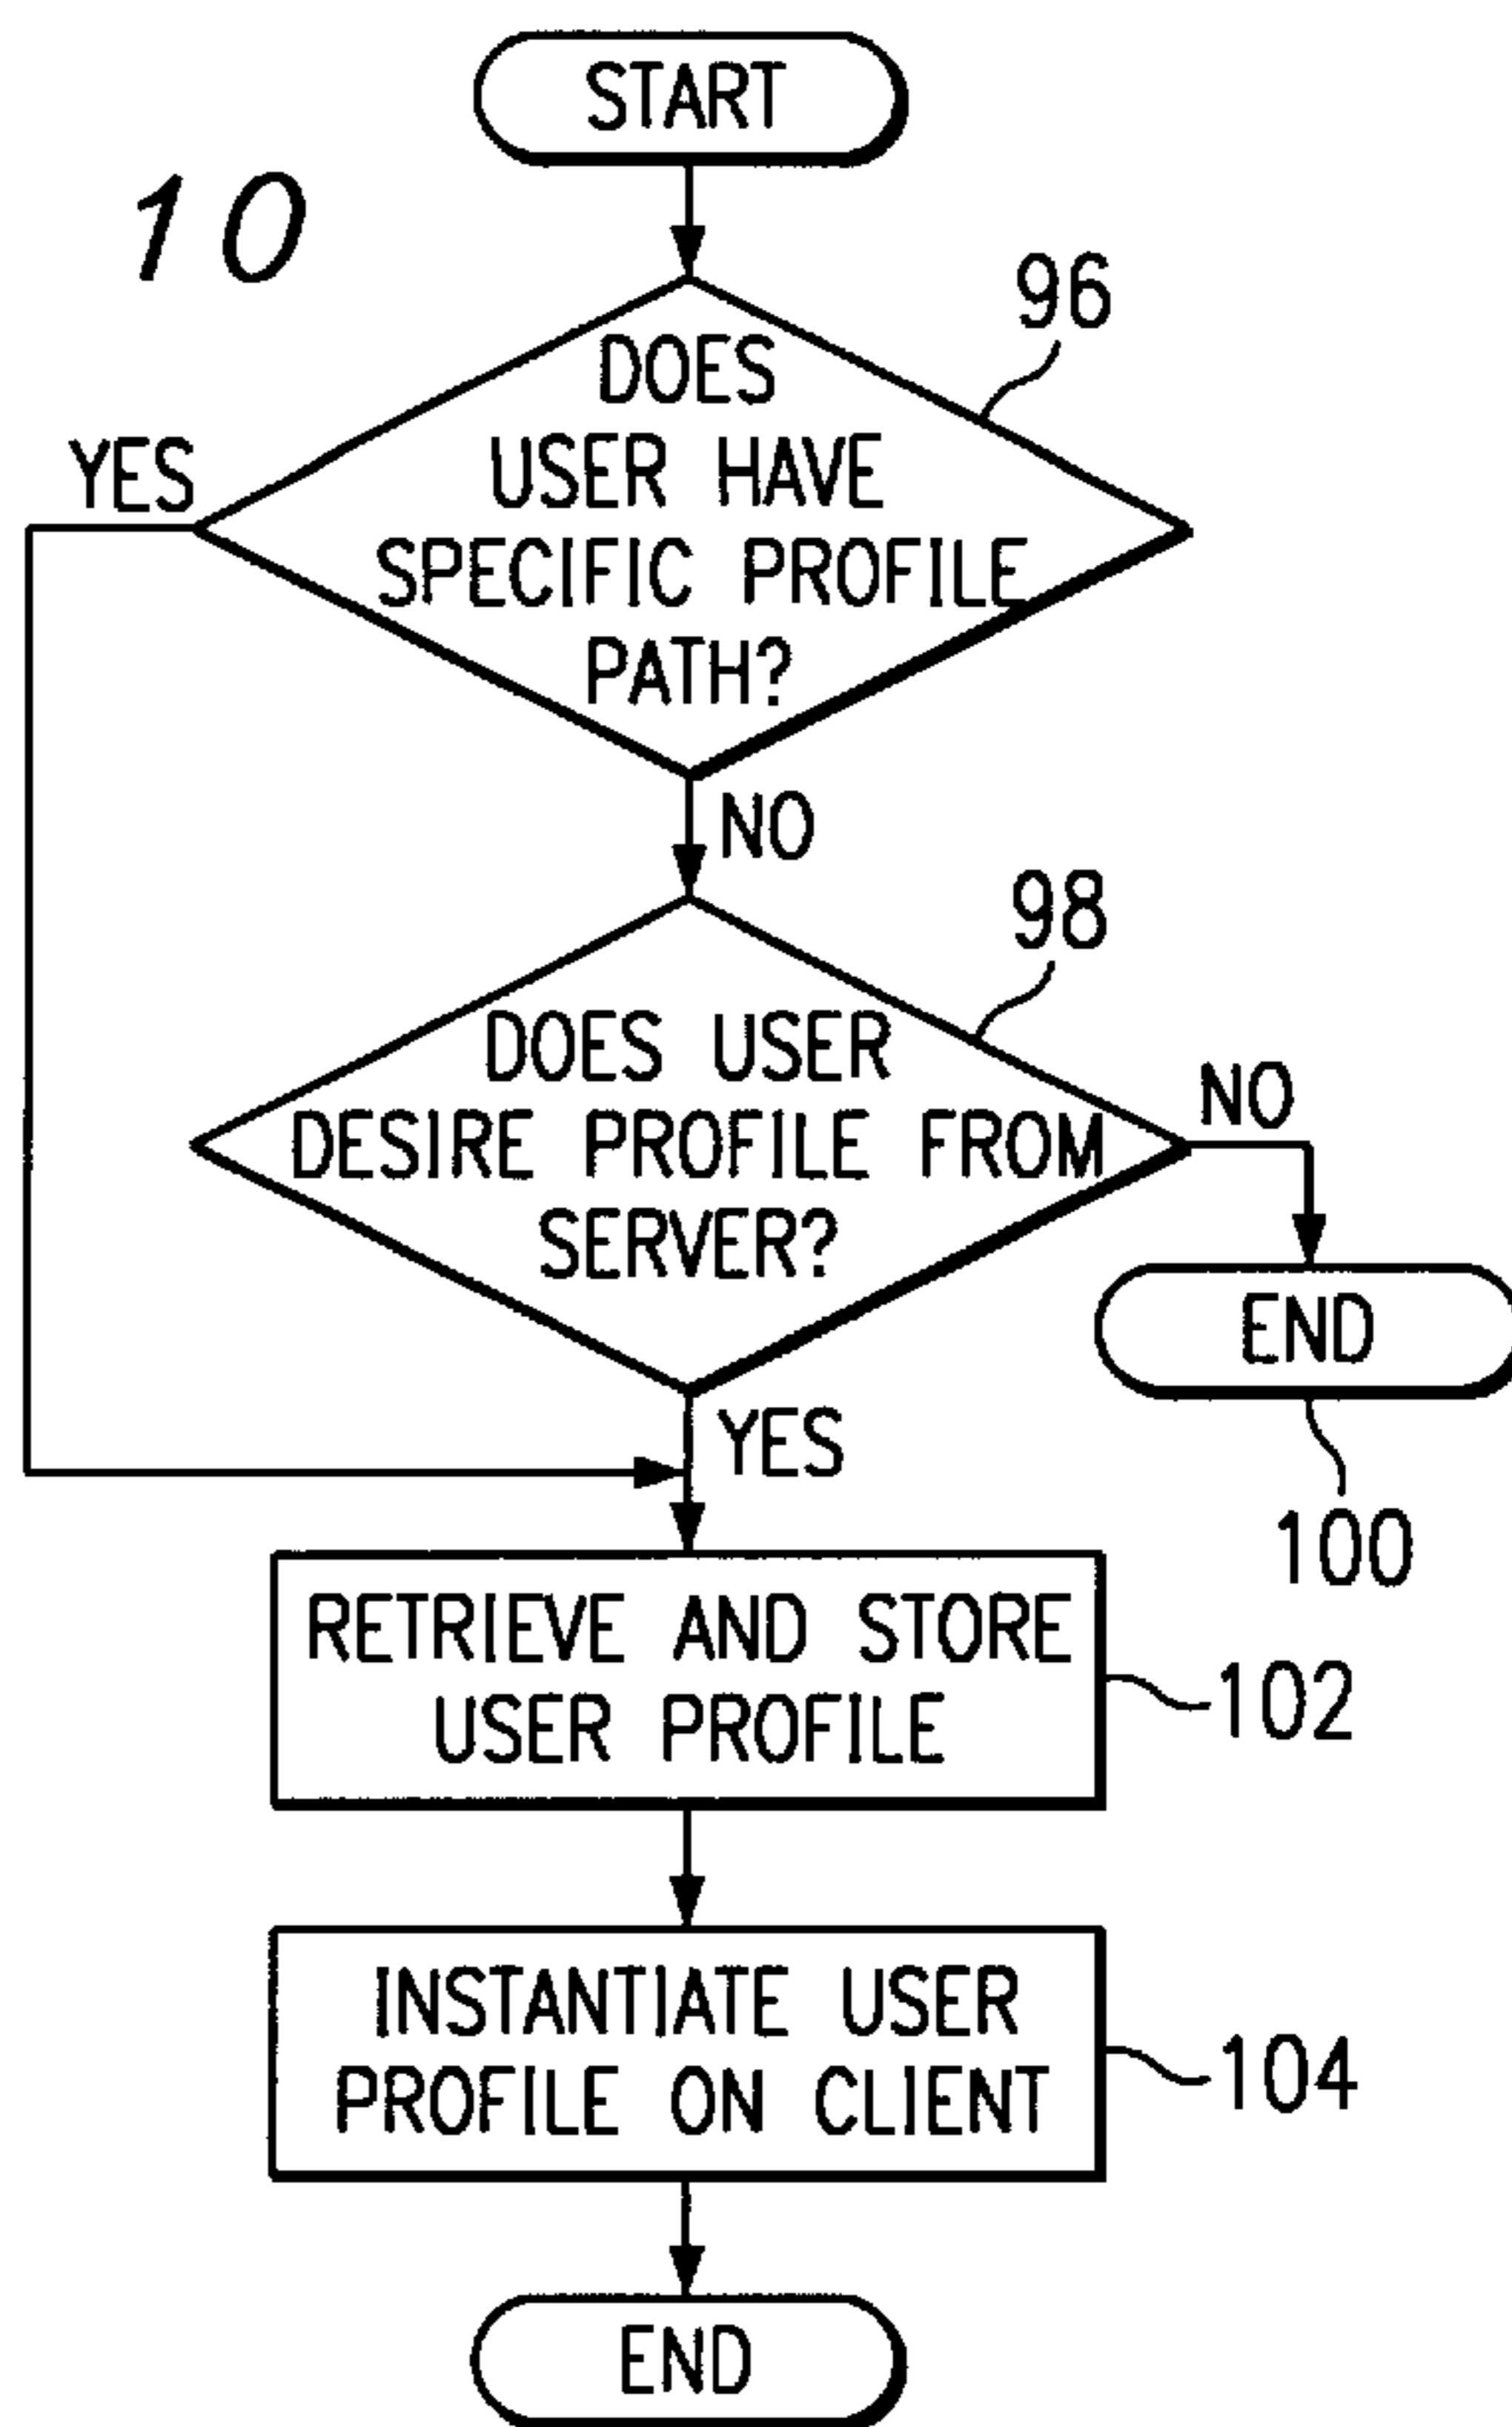 START
10
96
DOES
USER HAVE
SPECIFIC PROFILE
PATH?
YES
NO
98
DOES USER
DESIRE PROFILE FROM
SERVER?
NO
END
100
YES
RETRIEVE AND STORE
USER PROFILE
102
INSTANTIATE USER
PROFILE ON CLIENT
104
END